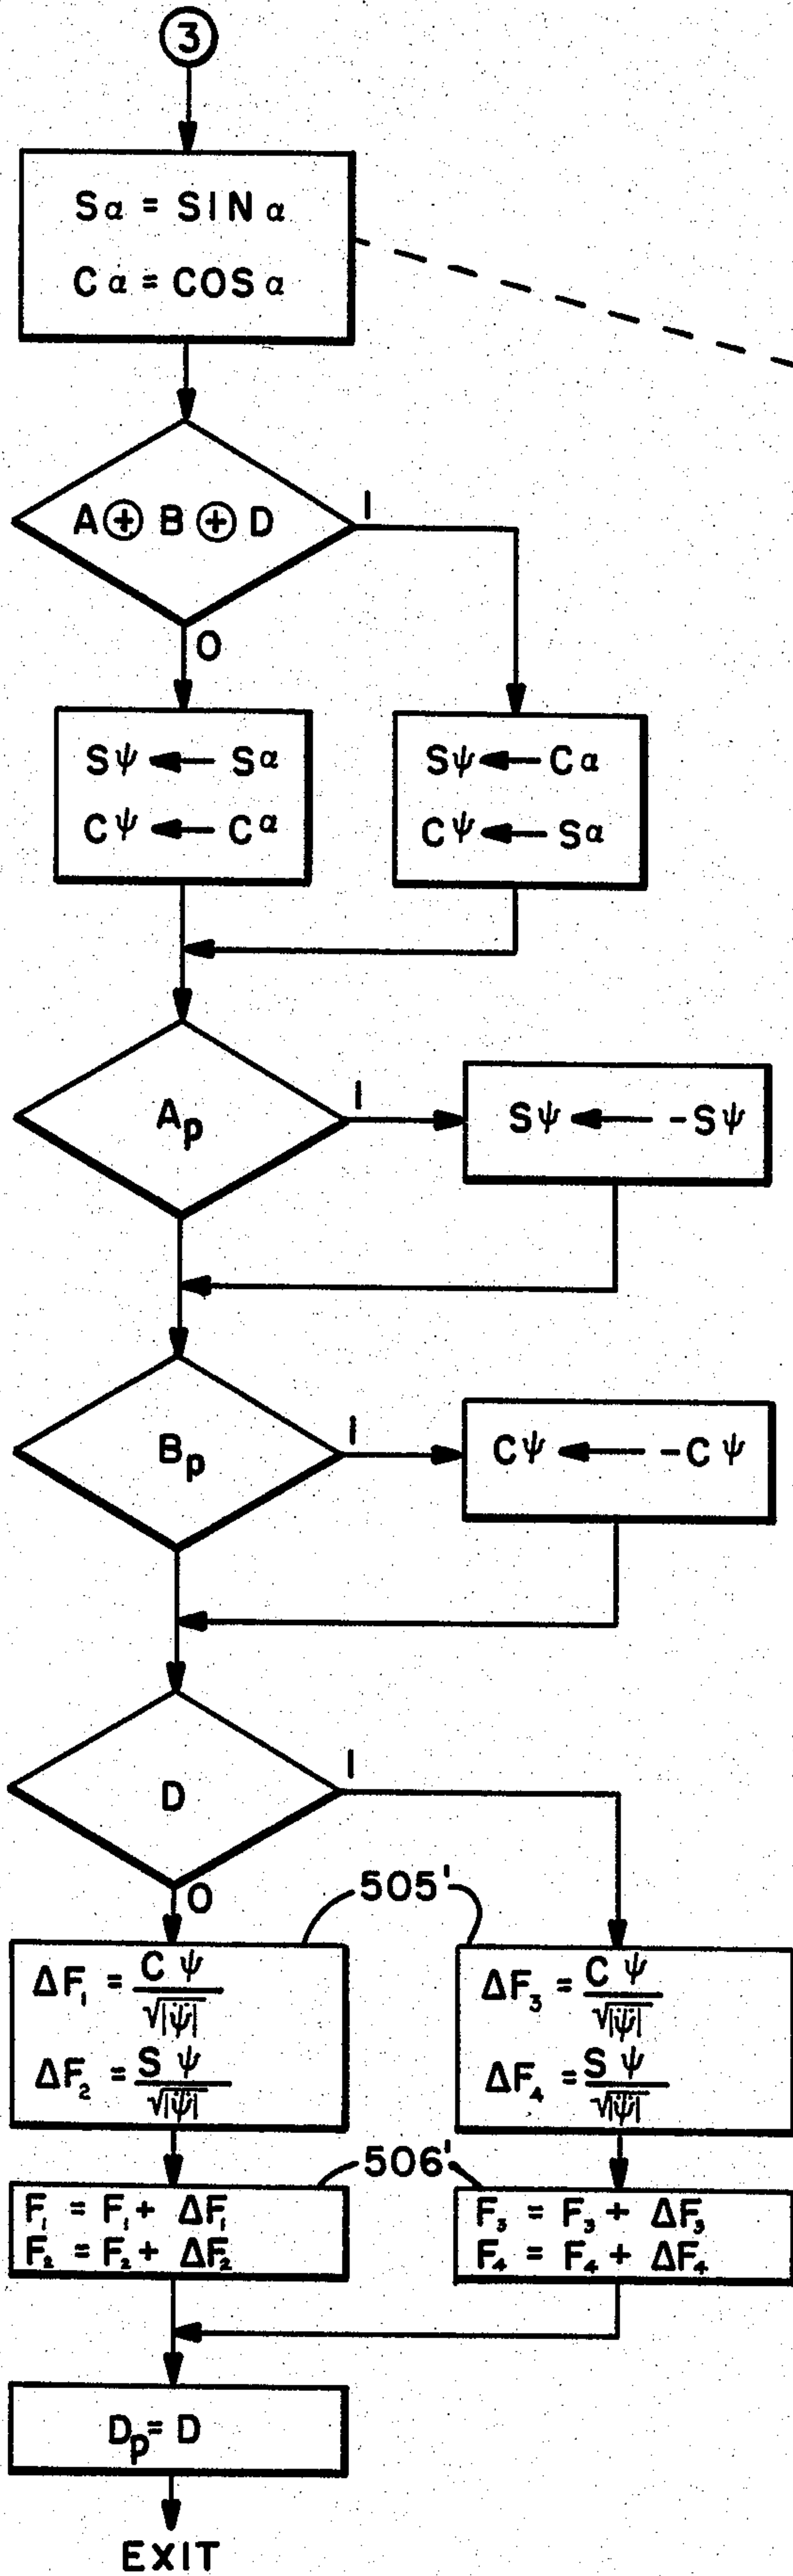 3
Sα = SIN α
Cα = COS α
A ⊕ B ⊕ D
1
0
Sψ ← Sα
Cψ ← Cα
Sψ ← Cα
Cψ ← Sα
Ap
1
Sψ ← -Sψ
Bp
1
Cψ ← -Cψ
D
1
0
505'
ΔF₁ = Cψ / √|ψ̈|
ΔF₂ = Sψ / √|ψ̈|
ΔF₃ = Cψ / √|ψ̈|
ΔF₄ = Sψ / √|ψ̈|
506'
F₁ = F₁ + ΔF₁
F₂ = F₂ + ΔF₂
F₃ = F₃ + ΔF₃
F₄ = F₄ + ΔF₄
Dp = D
EXIT